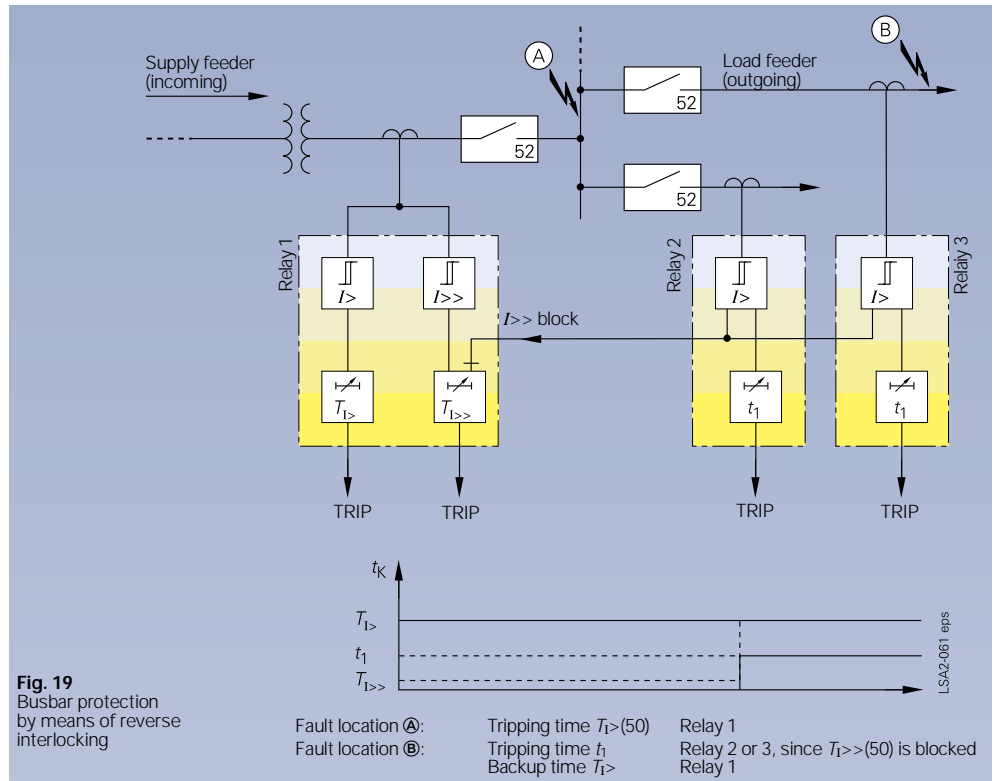 A
B
Supply feeder
(incoming)
Load feeder
(outgoing)
52
52
52
Relay 1
Relay 2
Relaiy 3
I>
I>>
I>
I>
I>> block
TI>
TI>>
t1
t1
TRIP
TRIP
TRIP
TRIP
tK
TI>
t1
TI>>
LSA2-061 eps
Fig. 19
Busbar protection
by means of reverse
interlocking
Fault location Ⓐ: Tripping time TI>(50) Relay 1
Fault location Ⓑ: Tripping time t1 Relay 2 or 3, since TI>>(50) is blocked
Backup time TI> Relay 1